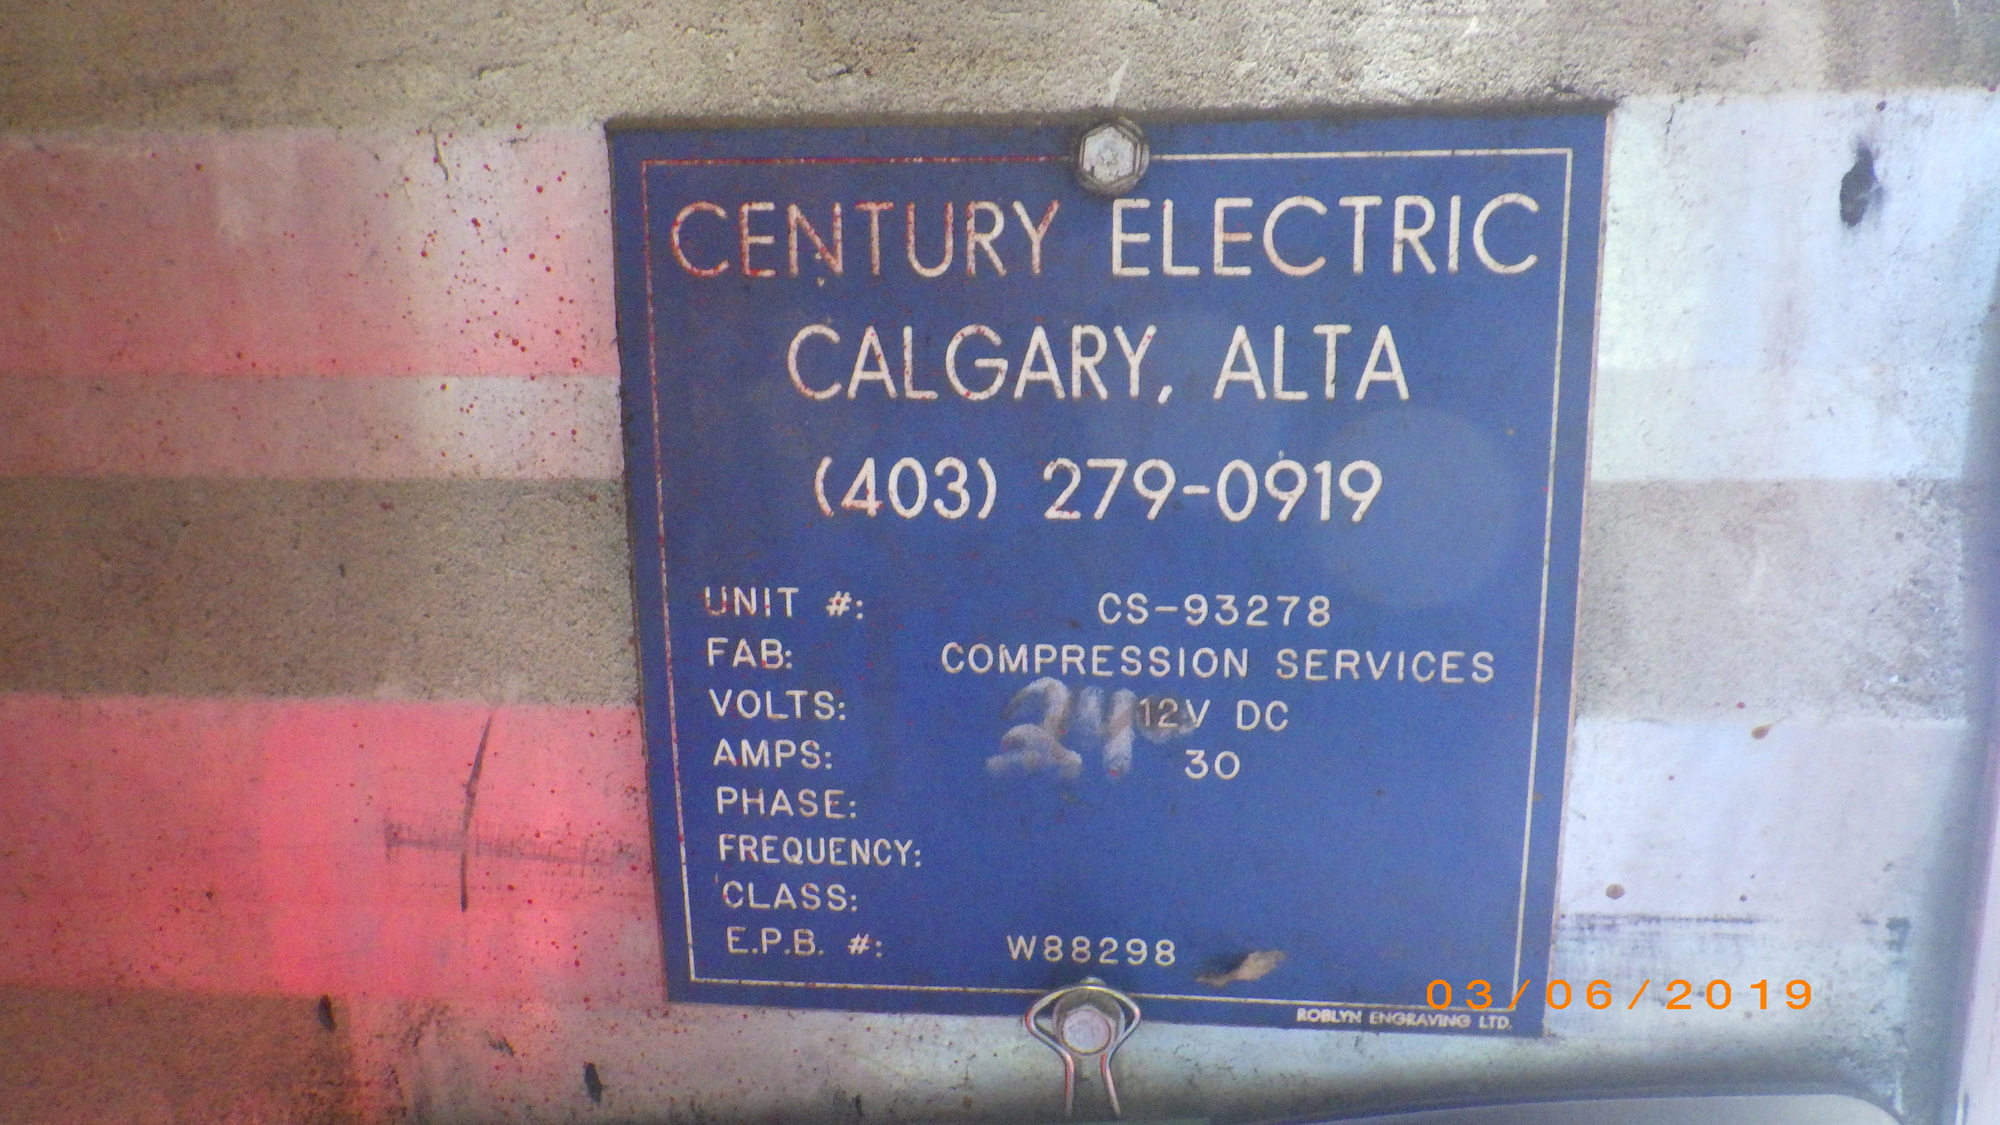 CENTURY ELECTRIC
CALGARY, ALTA
(403) 279-0919
UNIT #: CS-93278
FAB: COMPRESSION SERVICES
VOLTS: 24 12V DC
AMPS: 30
PHASE:
FREQUENCY:
CLASS:
E.P.B. #: W88298
ROBLYN ENGRAVING LTD.
03/06/2019